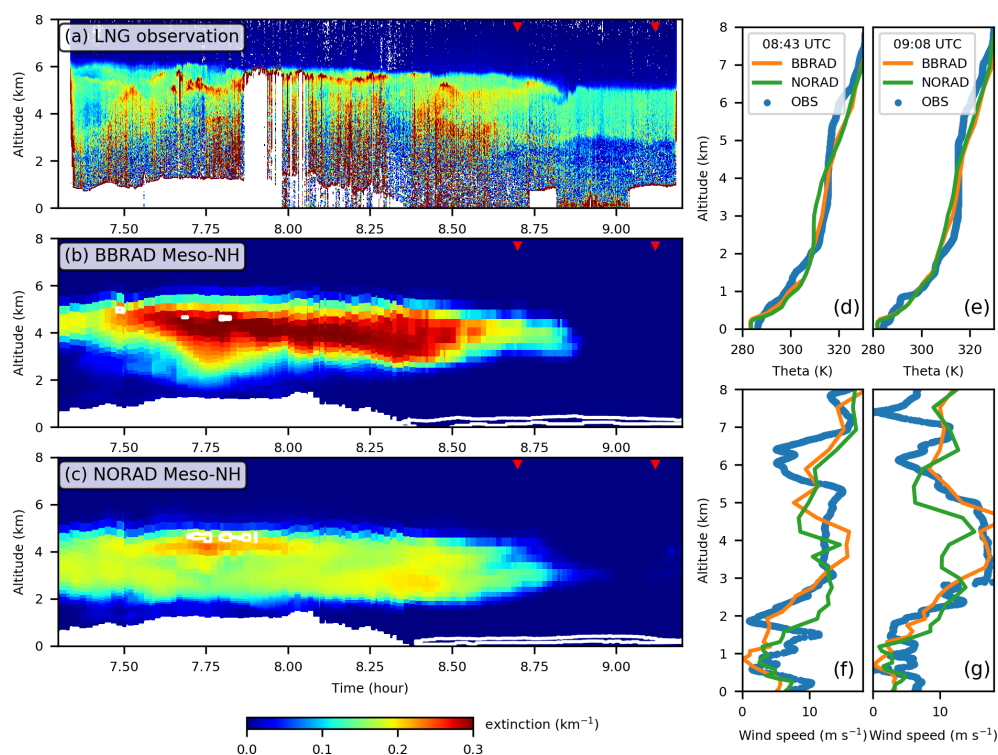 (a) LNG observation
Altitude (km)
8
6
4
2
0
7.50 7.75 8.00 8.25 8.50 8.75 9.00
(b) BBRAD Meso-NH
Altitude (km)
8
6
4
2
0
7.50 7.75 8.00 8.25 8.50 8.75 9.00
(c) NORAD Meso-NH
Altitude (km)
8
6
4
2
0
7.50 7.75 8.00 8.25 8.50 8.75 9.00
Time (hour)
0.0 0.1 0.2 0.3
extinction (km⁻¹)
08:43 UTC
BBRAD
NORAD
OBS
Altitude (km)
8
7
6
5
4
3
2
1
0
(d)
280 300 320
Theta (K)
09:08 UTC
BBRAD
NORAD
OBS
(e)
280 300 320
Theta (K)
Altitude (km)
8
7
6
5
4
3
2
1
0
(f)
0 10
Wind speed (m s⁻¹)
(g)
0 10
Wind speed (m s⁻¹)